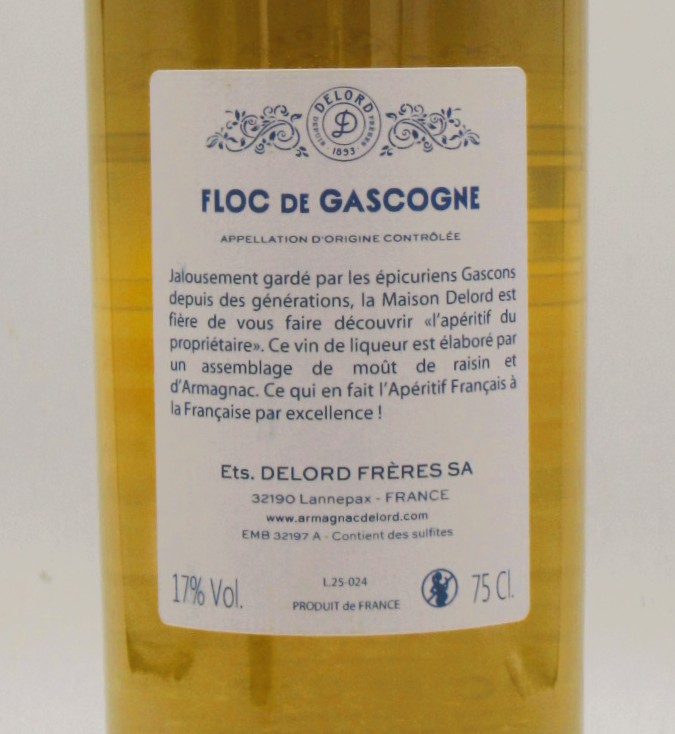 DELORD
DEPUIS FRÈRES
D
1893
FLOC DE GASCOGNE
APPELLATION D'ORIGINE CONTRÔLÉE
Jalousement gardé par les épicuriens Gascons
depuis des générations, la Maison Delord est
fière de vous faire découvrir «l'apéritif du
propriétaire». Ce vin de liqueur est élaboré par
un assemblage de moût de raisin et
d'Armagnac. Ce qui en fait l'Apéritif Français à
la Française par excellence !
Ets. DELORD FRÈRES SA
32190 Lannepax - FRANCE
www.armagnacdelord.com
EMB 32197 A - Contient des sulfites
17% Vol.
L25-024
PRODUIT de FRANCE
75 Cl.